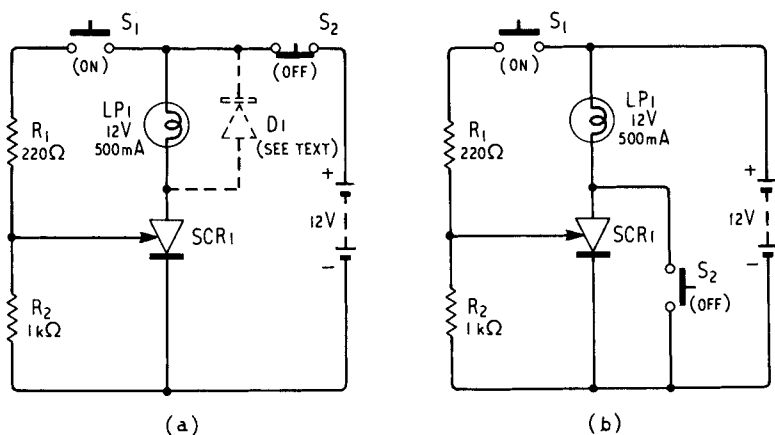 S1
(ON)
S2
(OFF)
R1
220Ω
LP1
12V
500mA
D1
(SEE TEXT)
+
12V
-
SCR1
R2
1kΩ
(a)
S1
(ON)
R1
220Ω
LP1
12V
500mA
+
12V
-
SCR1
S2
(OFF)
R2
1kΩ
(b)